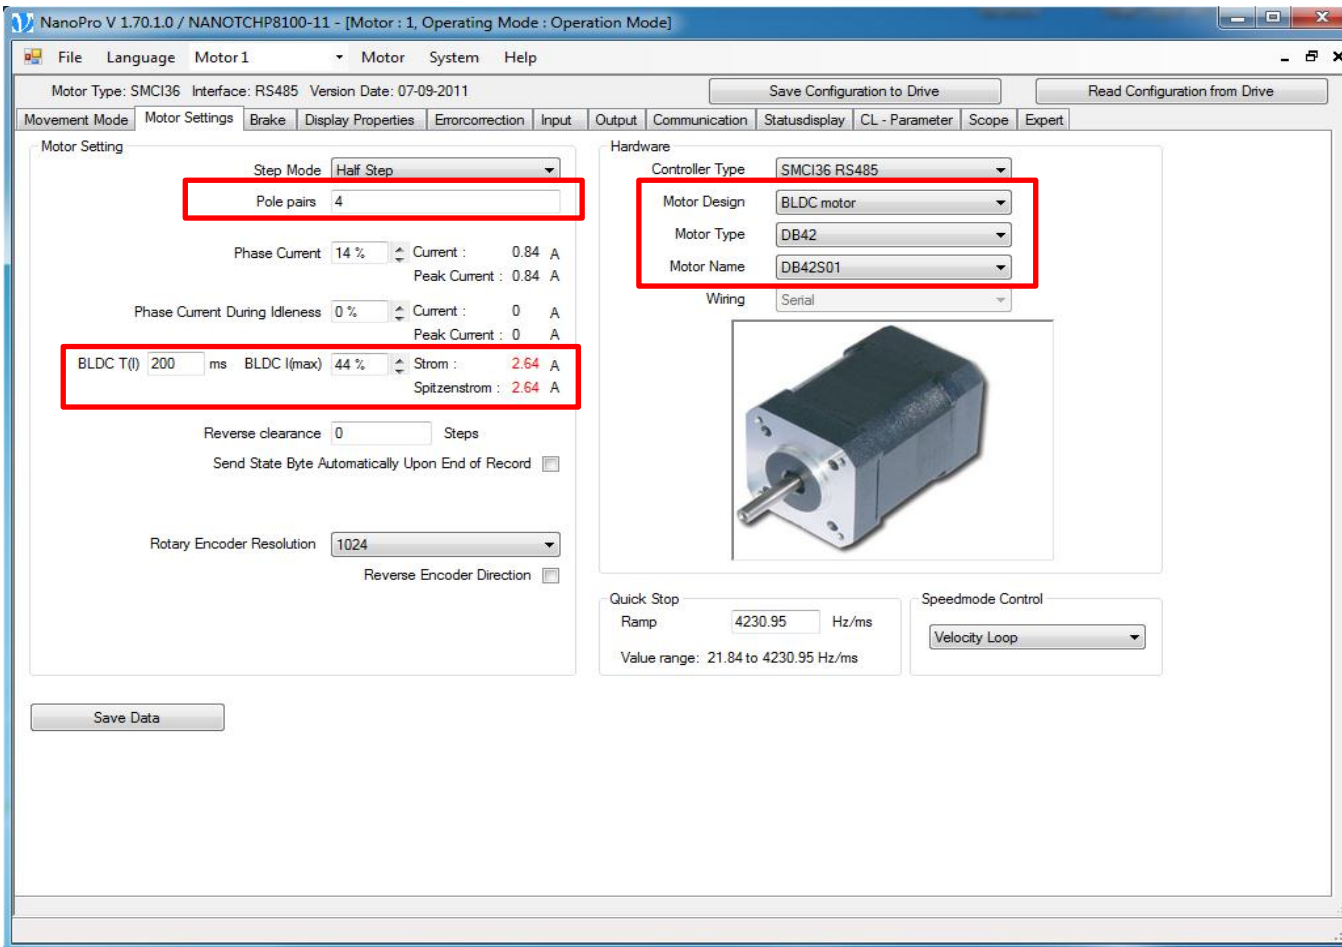 NanoPro V 1.70.1.0 / NANOTCHP8100-11 - [Motor : 1, Operating Mode : Operation Mode]
File Language Motor 1 Motor System Help
Motor Type: SMCI36 Interface: RS485 Version Date: 07-09-2011 Save Configuration to Drive Read Configuration from Drive
Movement Mode Motor Settings Brake Display Properties Errorcorrection Input Output Communication Statusdisplay CL - Parameter Scope Expert
Motor Setting
Step Mode Half Step
Pole pairs 4
Phase Current 14 % Current : 0.84 A
Peak Current : 0.84 A
Phase Current During Idleness 0 % Current : 0 A
Peak Current : 0 A
BLDC T(I) 200 ms BLDC I(max) 44 % Strom : 2.64 A
Spitzenstrom : 2.64 A
Reverse clearance 0 Steps
Send State Byte Automatically Upon End of Record
Rotary Encoder Resolution 1024
Reverse Encoder Direction
Save Data
Hardware
Controller Type SMCI36 RS485
Motor Design BLDC motor
Motor Type DB42
Motor Name DB42S01
Wiring Serial
Quick Stop
Ramp 4230.95 Hz/ms
Value range: 21.84 to 4230.95 Hz/ms
Speedmode Control
Velocity Loop